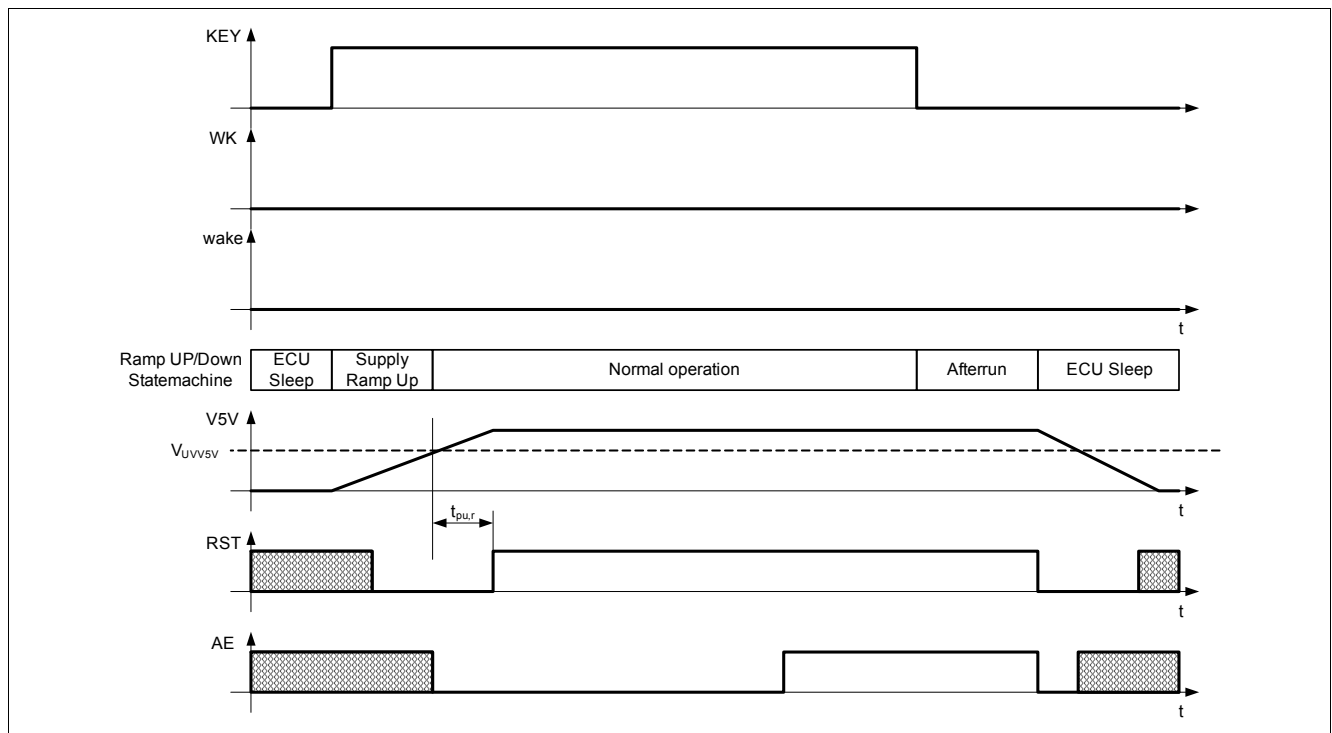 KEY
WK
wake
t
Ramp UP/Down
Statemachine
ECU
Sleep
Supply
Ramp Up
Normal operation
Afterrun
ECU Sleep
V5V
VUVV5V
t
tpu,r
RST
t
AE
t